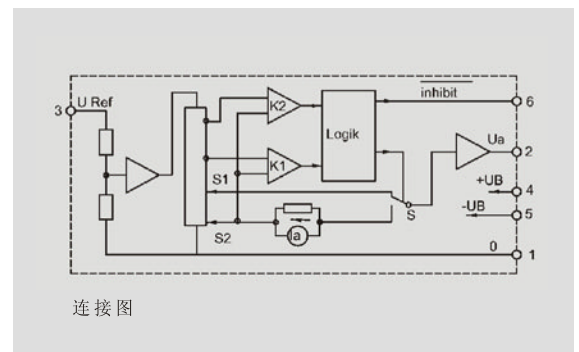 3 U Ref
K2
inhibit
6
Logik
K1
Ua
2
S1
+UB
4
S
-UB
5
S2
Ia
0
1
连接图